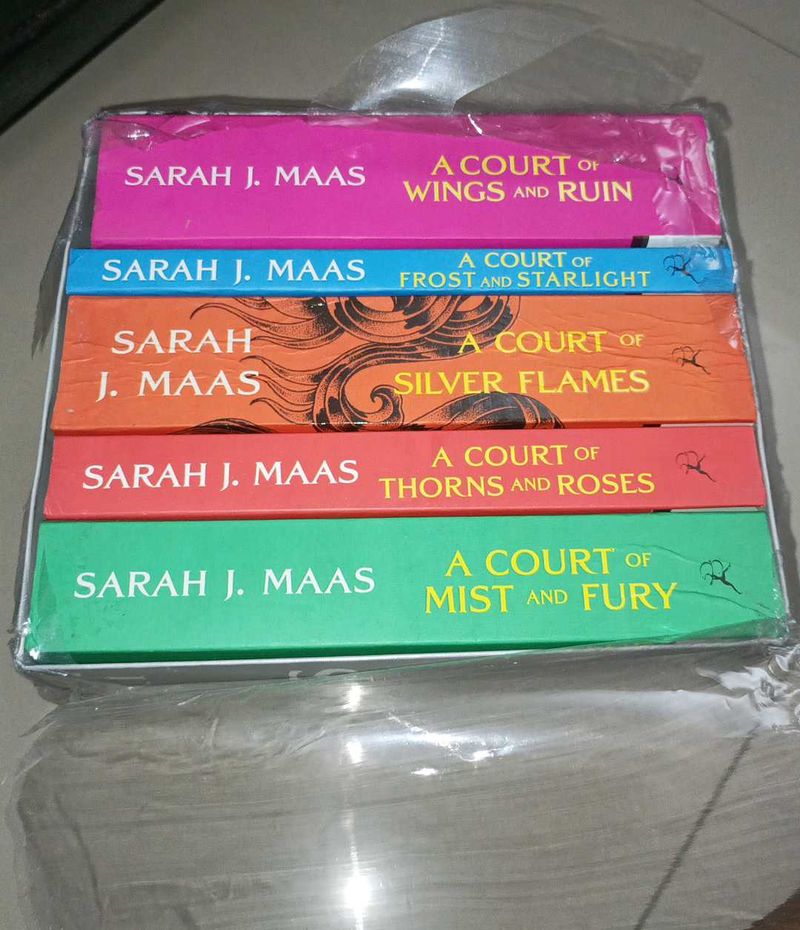 SARAH J. MAAS
A COURT OF
WINGS AND RUIN
SARAH J. MAAS
A COURT OF
FROST AND STARLIGHT
SARAH
J. MAAS
A COURT OF
SILVER FLAMES
SARAH J. MAAS
A COURT OF
THORNS AND ROSES
SARAH J. MAAS
A COURT OF
MIST AND FURY